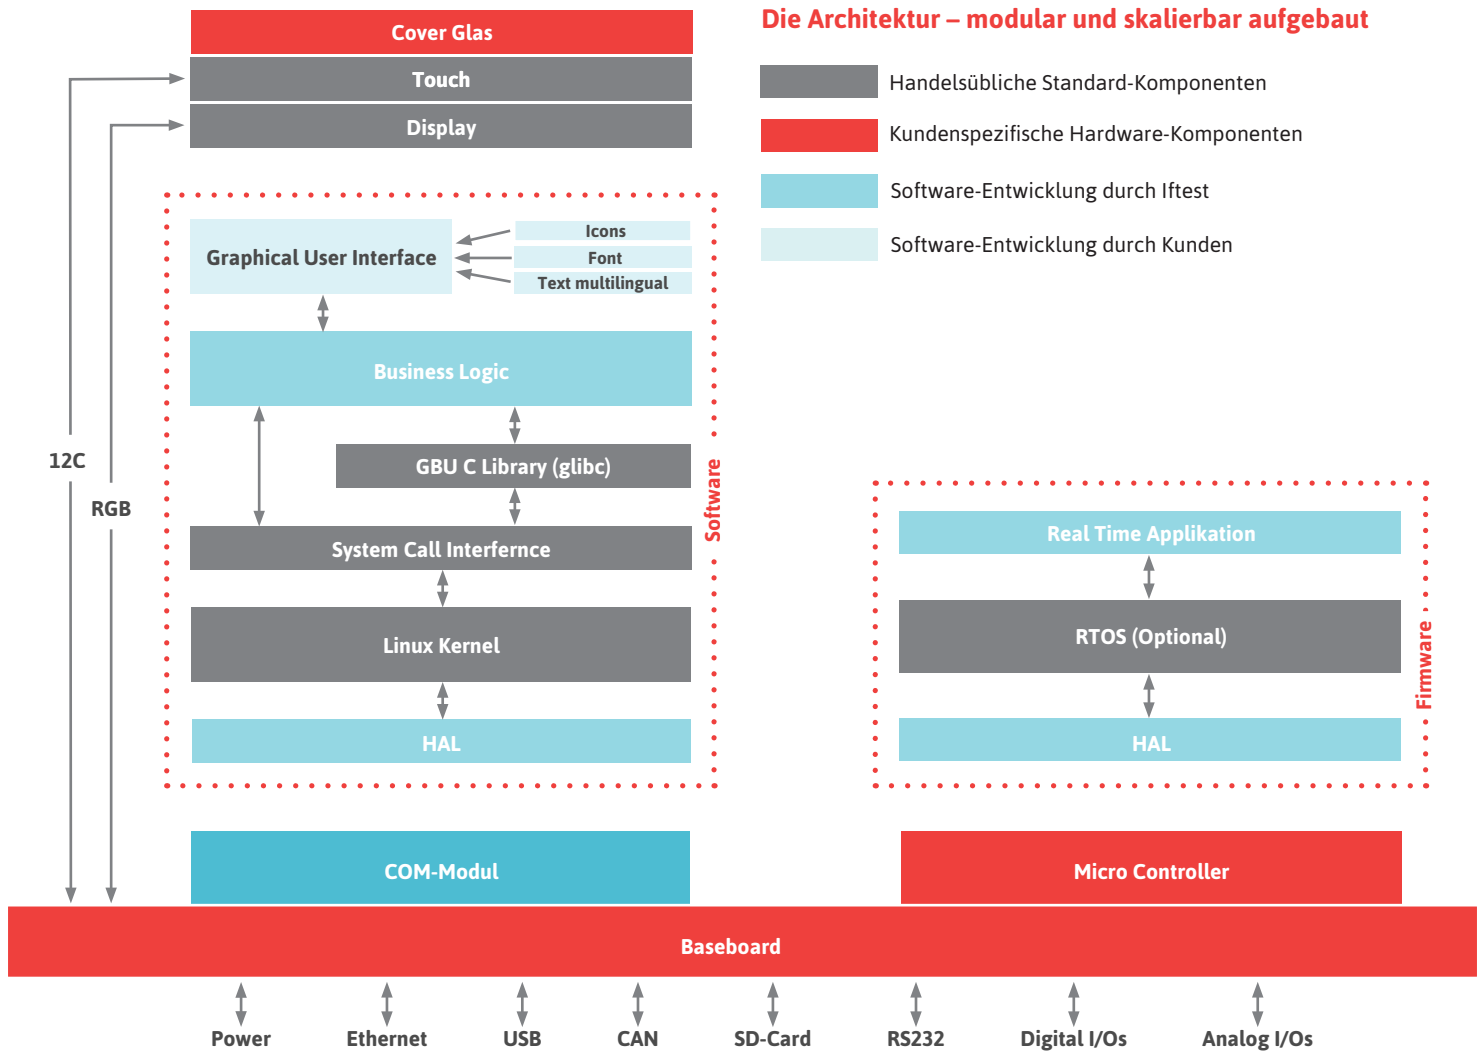 Die Architektur – modular und skalierbar aufgebaut
Handelsübliche Standard-Komponenten
Kundenspezifische Hardware-Komponenten
Software-Entwicklung durch Iftest
Software-Entwicklung durch Kunden
Cover Glas
Touch
Display
Graphical User Interface
Icons
Font
Text multilingual
Business Logic
GBU C Library (glibc)
System Call Interfernce
Linux Kernel
HAL
Software
12C
RGB
Real Time Applikation
RTOS (Optional)
HAL
Firmware
COM-Modul
Micro Controller
Baseboard
Power
Ethernet
USB
CAN
SD-Card
RS232
Digital I/Os
Analog I/Os